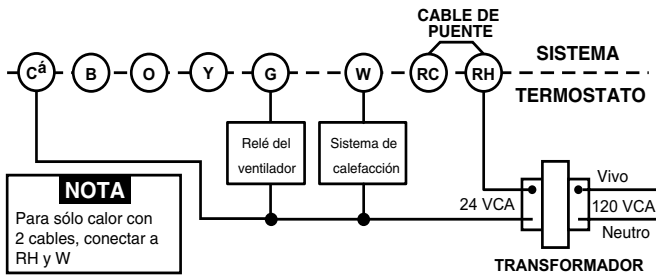 CABLE DE
PUENTE
SISTEMA
Cá B O Y G W RC RH
TERMOSTATO
Relé del
ventilador
Sistema de
calefacción
NOTA
Para sólo calor con
2 cables, conectar a
RH y W
24 VCA
Vivo
120 VCA
Neutro
TRANSFORMADOR